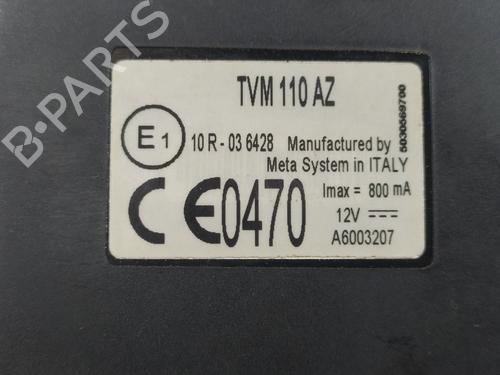 TVM 110 AZ
E1
10 R - 03 6428
Manufactured by
Meta System in ITALY
CE0470
Imax = 800 mA
12V
A6003207
5030569700
B-PARTS